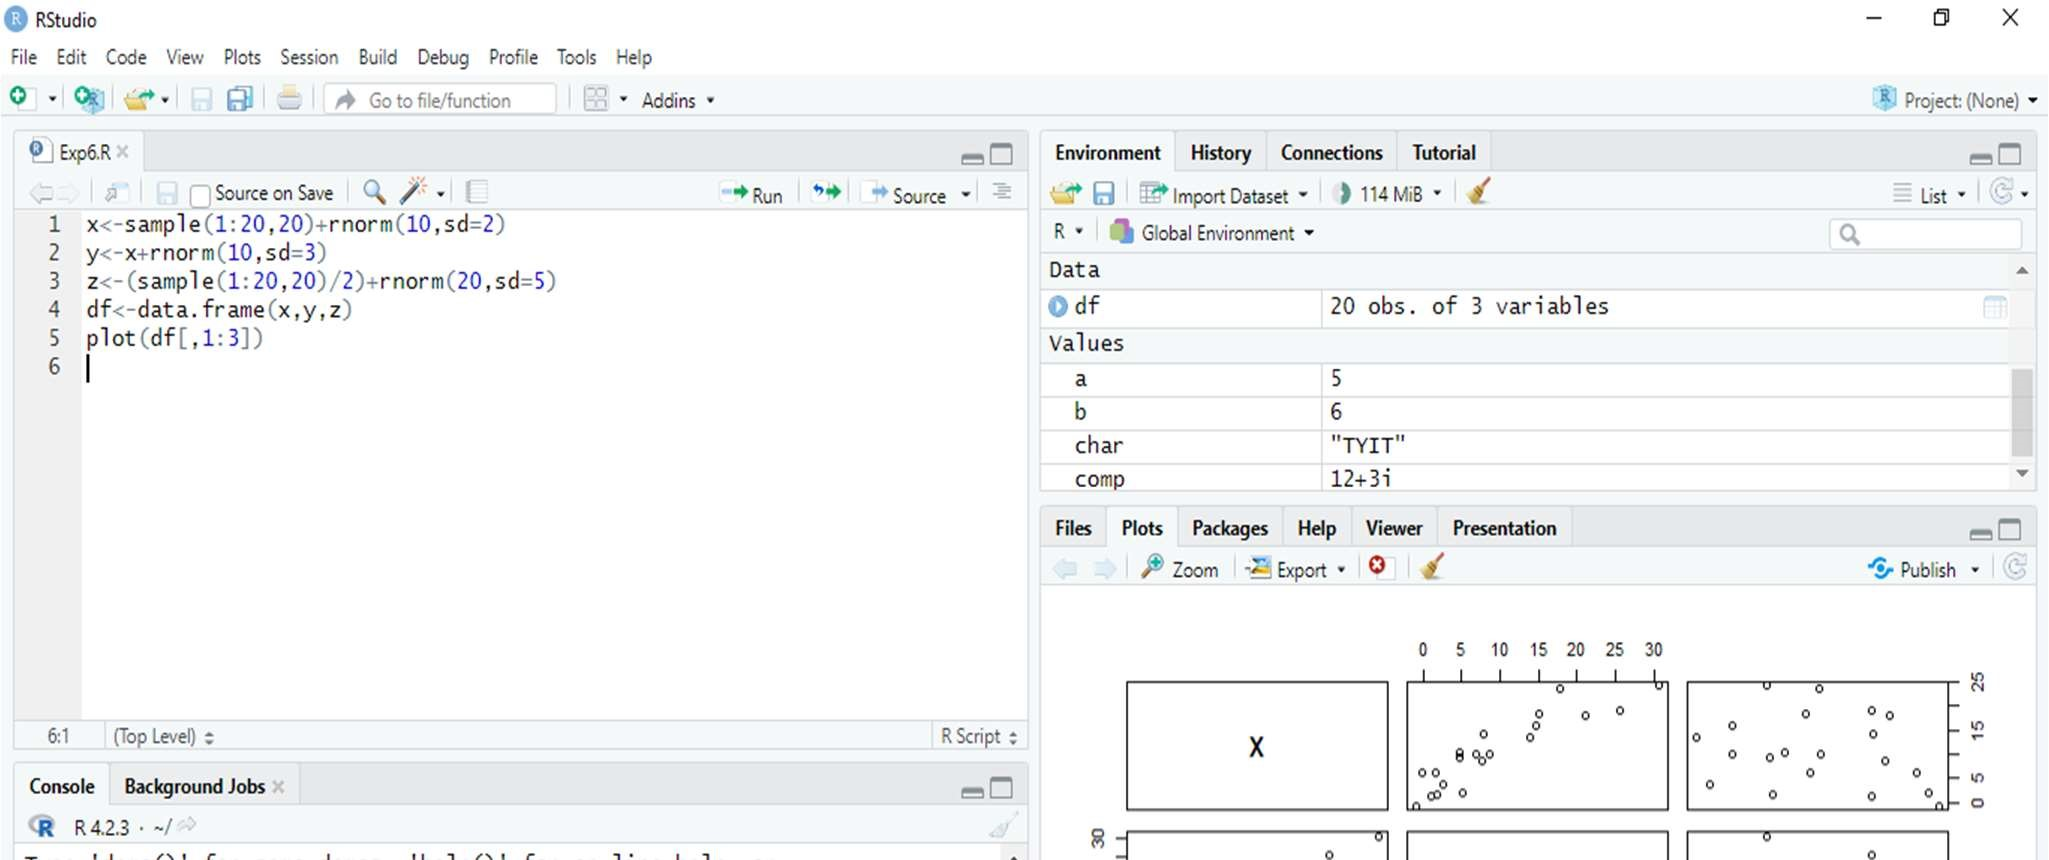 RStudio
File Edit Code View Plots Session Build Debug Profile Tools Help
Go to file/function Addins Project: (None)
Exp6.R
Source on Save Run Source
1 x<-sample(1:20,20)+rnorm(10,sd=2)
2 y<-x+rnorm(10,sd=3)
3 z<-(sample(1:20,20)/2)+rnorm(20,sd=5)
4 df<-data.frame(x,y,z)
5 plot(df[,1:3])
6
6:1 (Top Level) R Script
Console Background Jobs
R 4.2.3 · ~/
Environment History Connections Tutorial
Import Dataset 114 MiB List
R Global Environment
Data
df 20 obs. of 3 variables
Values
a 5
b 6
char "TYIT"
comp 12+3i
Files Plots Packages Help Viewer Presentation
Zoom Export Publish
0 5 10 15 20 25 30
x
25
15
5
0
30